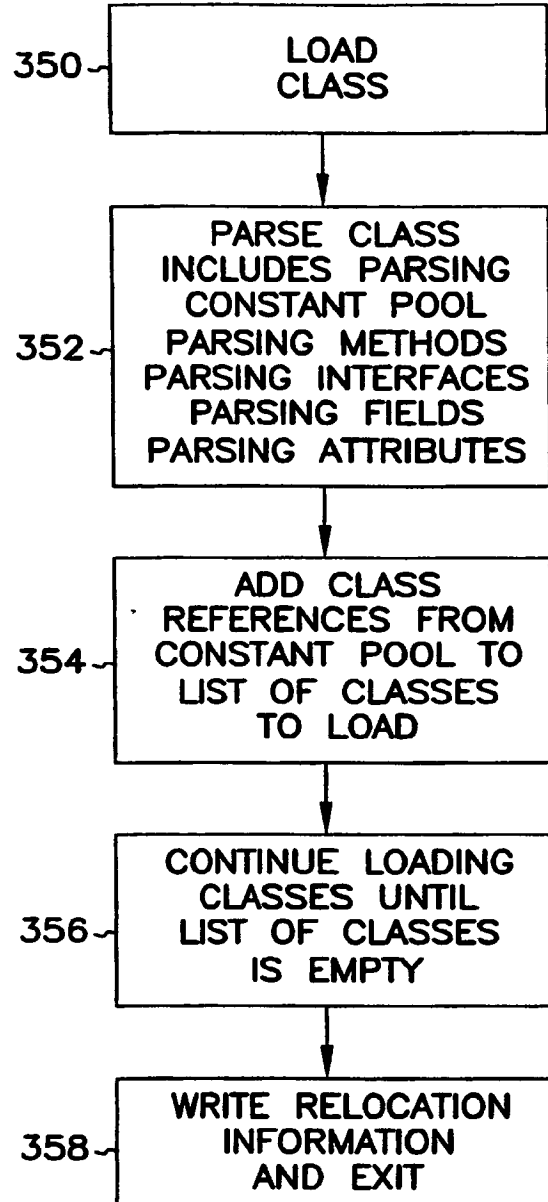 350
LOAD
CLASS
352
PARSE CLASS
INCLUDES PARSING
CONSTANT POOL
PARSING METHODS
PARSING INTERFACES
PARSING FIELDS
PARSING ATTRIBUTES
354
ADD CLASS
REFERENCES FROM
CONSTANT POOL TO
LIST OF CLASSES
TO LOAD
356
CONTINUE LOADING
CLASSES UNTIL
LIST OF CLASSES
IS EMPTY
358
WRITE RELOCATION
INFORMATION
AND EXIT